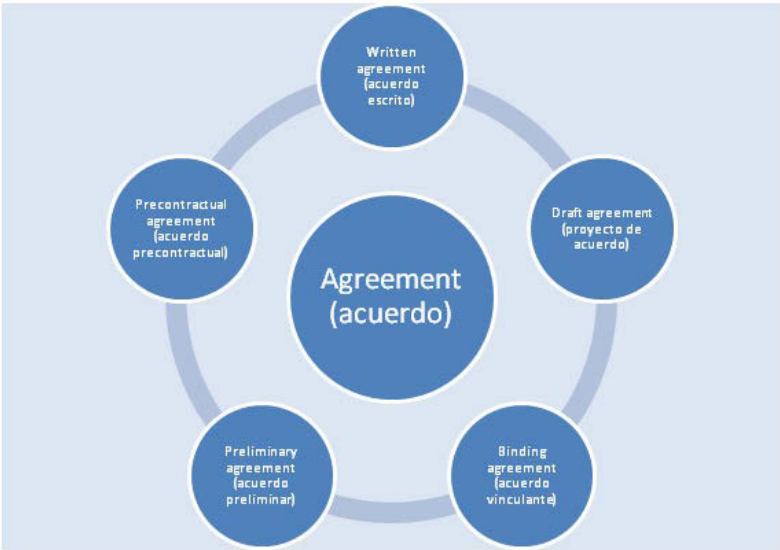 Written
agreement
(acuerdo
escrito)
Precontractual
agreement
(acuerdo
precontractual)
Draft agreement
(proyecto de
acuerdo)
Agreement
(acuerdo)
Preliminary
agreement
(acuerdo
preliminar)
Binding
agreement
(acuerdo
vinculante)